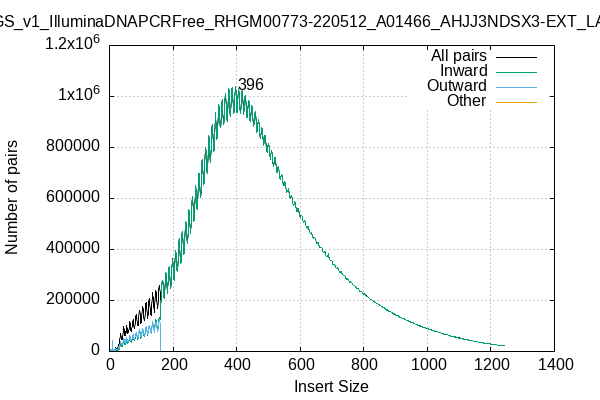 GS_v1_IlluminaDNAPCRFree_RHGM00773-220512_A01466_AHJJ3NDSX3-EXT_LA
1.2x10^6
1x10^6
800000
600000
400000
200000
0
Number of pairs
396
All pairs
Inward
Outward
Other
0 200 400 600 800 1000 1200 1400
Insert Size